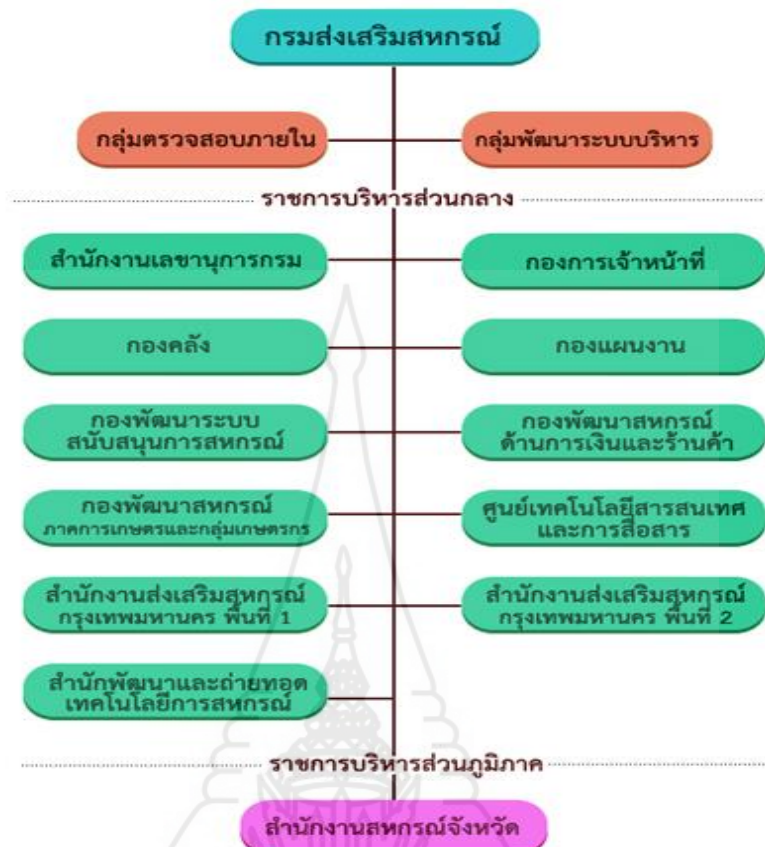 กรมส่งเสริมสหกรณ์
กลุ่มตรวจสอบภายใน
กลุ่มพัฒนาระบบบริหาร
ราชการบริหารส่วนกลาง
สำนักงานเลขานุการกรม
กองการเจ้าหน้าที่
กองคลัง
กองแผนงาน
กองพัฒนาระบบ
สนับสนุนการสหกรณ์
กองพัฒนาสหกรณ์
ด้านการเงินและร้านค้า
กองพัฒนาสหกรณ์
ภาคการเกษตรและกลุ่มเกษตรกร
ศูนย์เทคโนโลยีสารสนเทศ
และการสื่อสาร
สำนักงานส่งเสริมสหกรณ์
กรุงเทพมหานคร พื้นที่ 1
สำนักงานส่งเสริมสหกรณ์
กรุงเทพมหานคร พื้นที่ 2
สำนักพัฒนาและถ่ายทอด
เทคโนโลยีการสหกรณ์
ราชการบริหารส่วนภูมิภาค
สำนักงานสหกรณ์จังหวัด